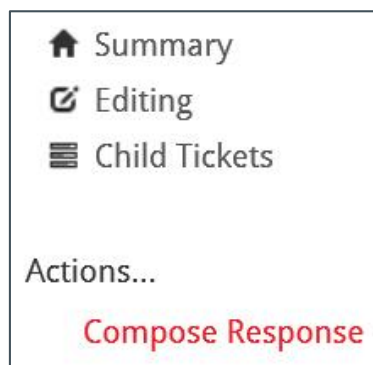 Summary
Editing
Child Tickets
Actions...
Compose Response